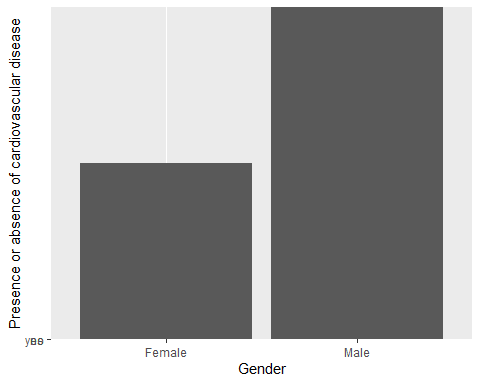 Presence or absence of cardiovascular disease
Female
Male
Gender